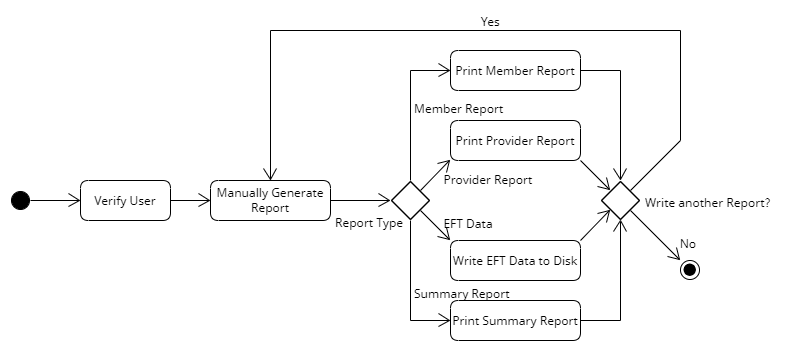 Yes
Print Member Report
Member Report
Print Provider Report
Provider Report
Verify User
Manually Generate
Report
Report Type
Write another Report?
EFT Data
No
Write EFT Data to Disk
Summary Report
Print Summary Report